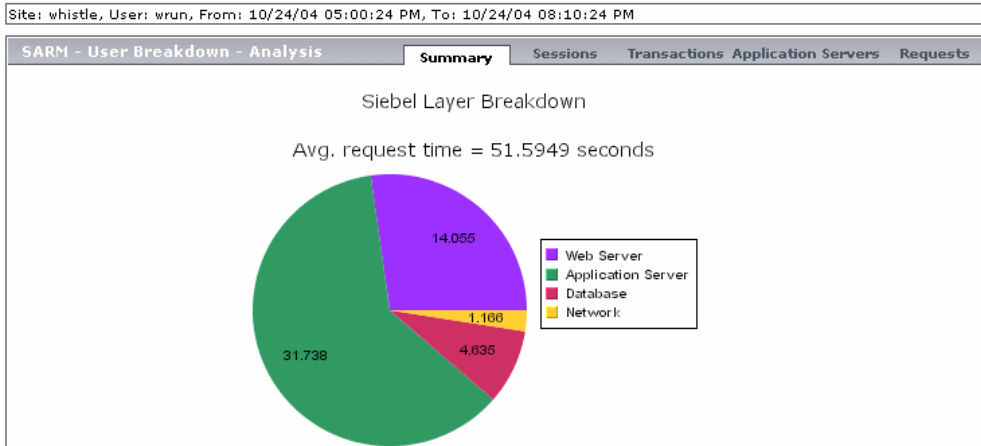 Site: whistle, User: wrun, From: 10/24/04 05:00:24 PM, To: 10/24/04 08:10:24 PM
SARM - User Breakdown - Analysis Summary Sessions Transactions Application Servers Requests
Siebel Layer Breakdown
Avg. request time = 51.5949 seconds
14.055
Web Server
Application Server
Database
Network
1.166
4.635
31.738